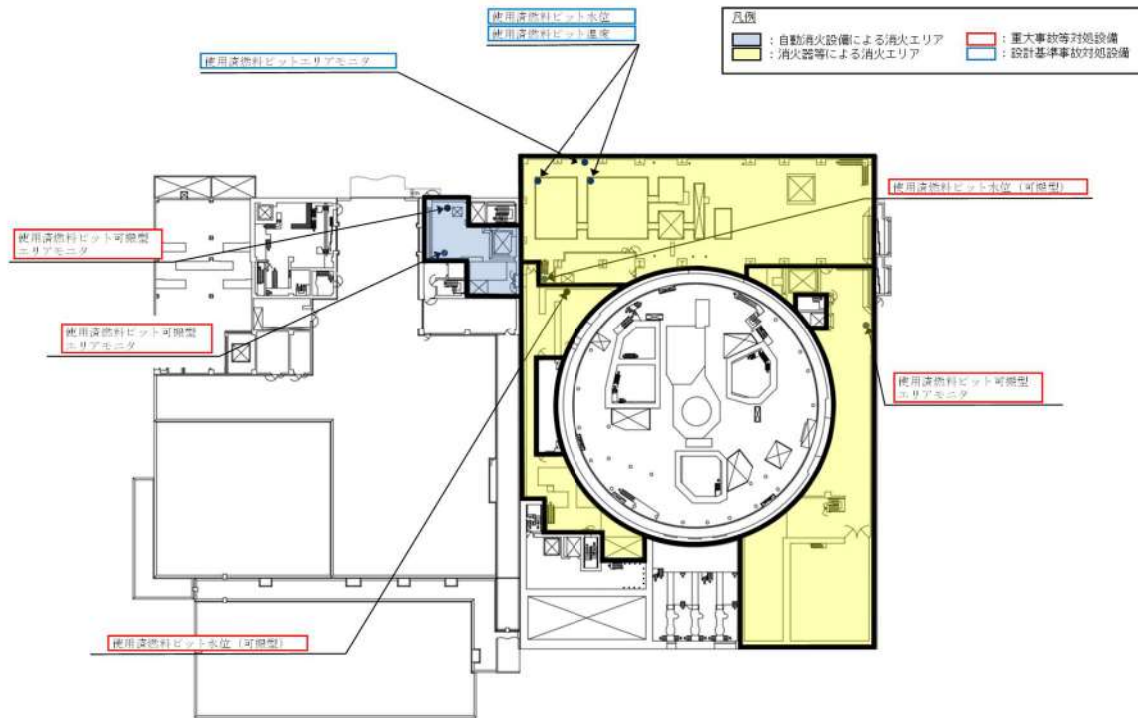 使用済燃料ピット水位
使用済燃料ピット温度
使用済燃料ピットエリアモニタ
凡例
：自動消火設備による消火エリア
：重大事故等対処設備
：消火器等による消火エリア
：設計基準事故対処設備
使用済燃料ピット水位（可搬型）
使用済燃料ピット可搬型
エリアモニタ
使用済燃料ピット可搬型
エリアモニタ
使用済燃料ピット可搬型
エリアモニタ
使用済燃料ピット水位（可搬型）